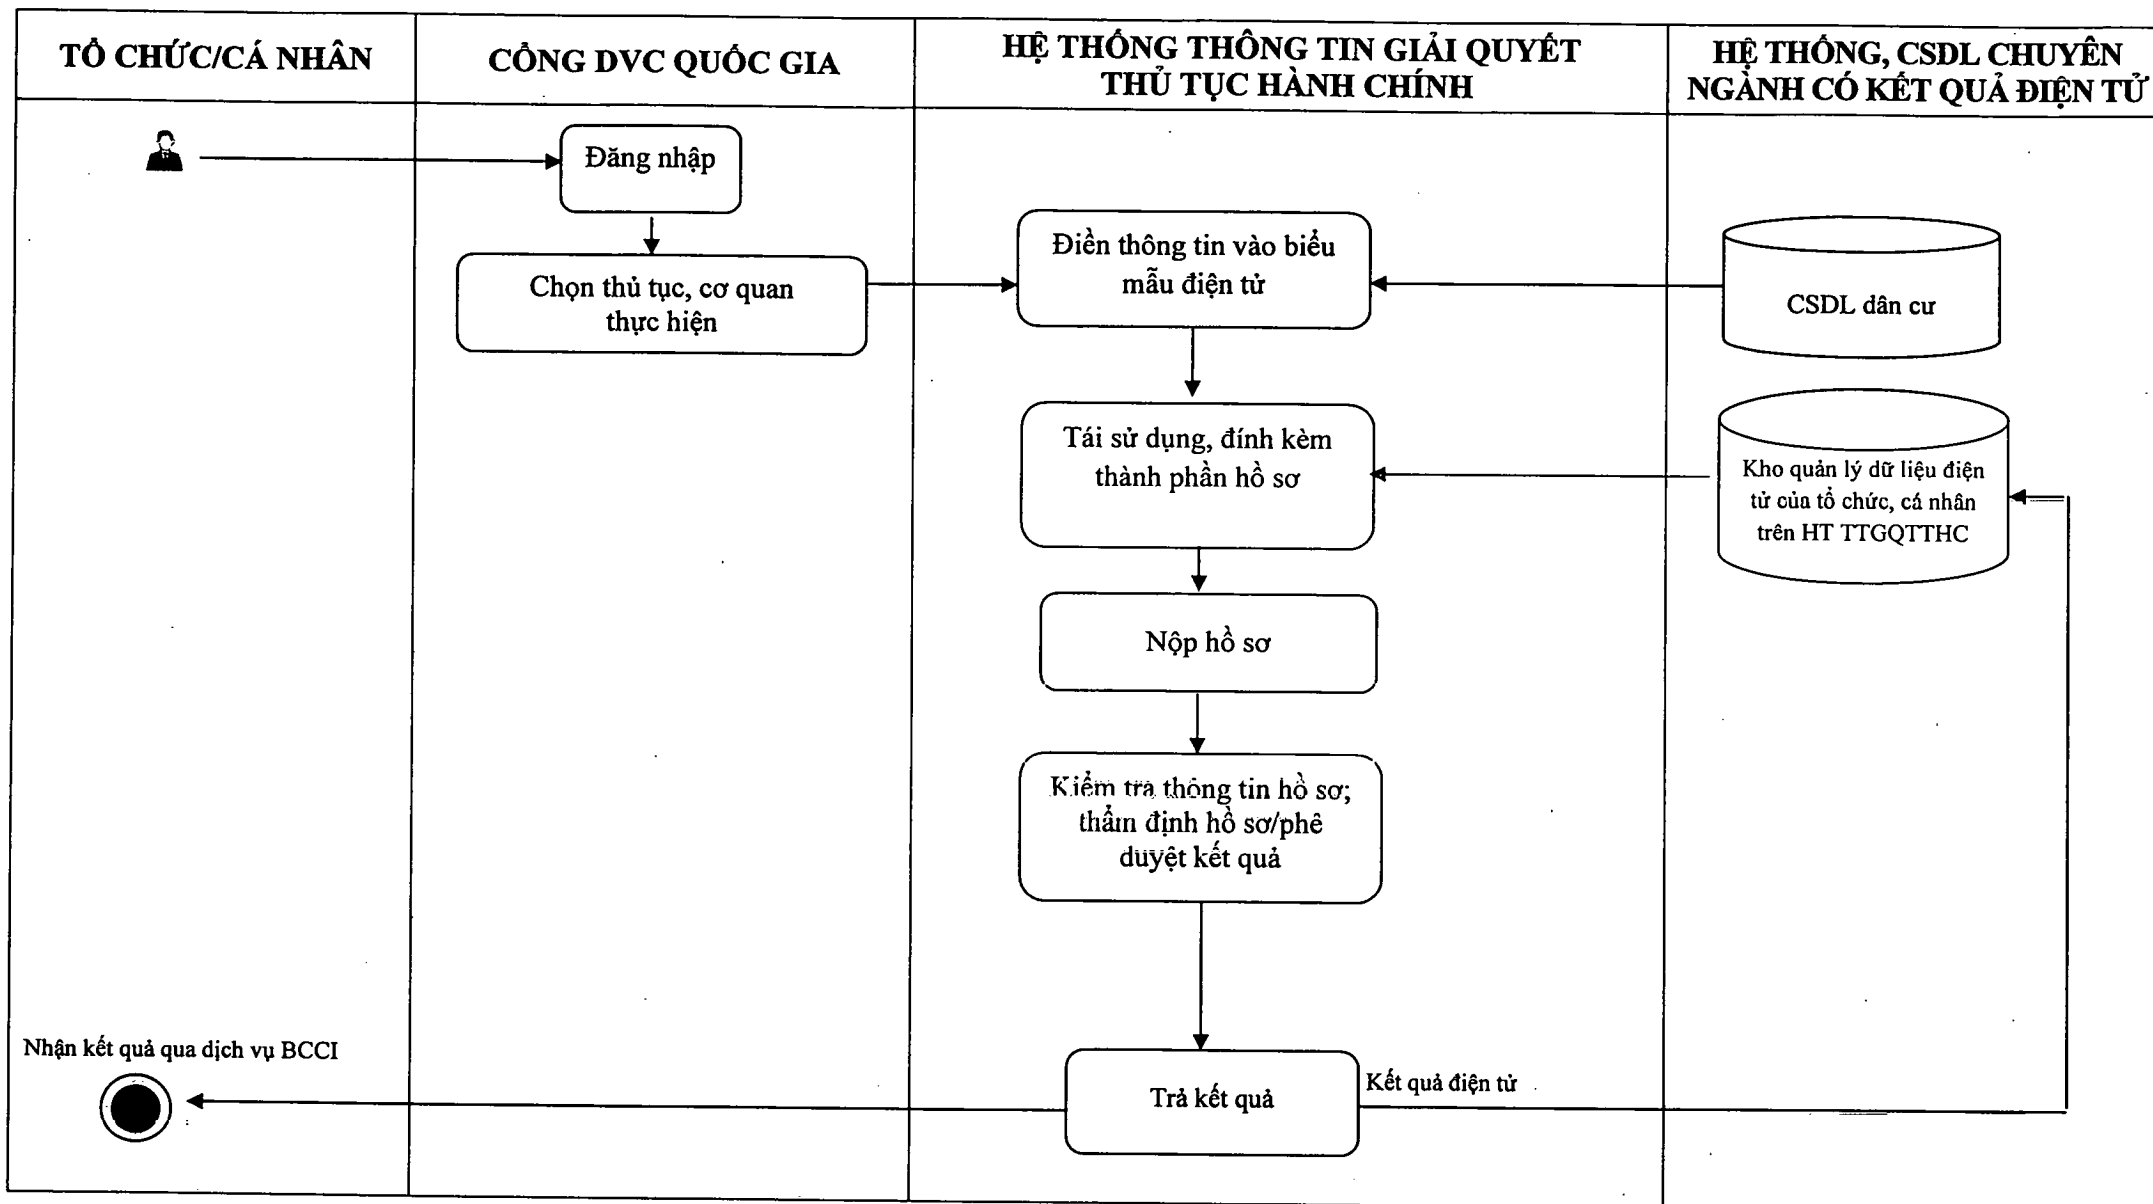 TỔ CHỨC/CÁ NHÂN
CỔNG DVC QUỐC GIA
HỆ THỐNG THÔNG TIN GIẢI QUYẾT
THỦ TỤC HÀNH CHÍNH
HỆ THỐNG, CSDL CHUYÊN
NGÀNH CÓ KẾT QUẢ ĐIỆN TỬ
Đăng nhập
Chọn thủ tục, cơ quan
thực hiện
Điền thông tin vào biểu
mẫu điện tử
CSDL dân cư
Tái sử dụng, đính kèm
thành phần hồ sơ
Kho quản lý dữ liệu điện
tử của tổ chức, cá nhân
trên HT TTGQTTHC
Nộp hồ sơ
Kiểm tra thông tin hồ sơ;
thẩm định hồ sơ/phê
duyệt kết quả
Nhận kết quả qua dịch vụ BCCI
Trả kết quả
Kết quả điện tử